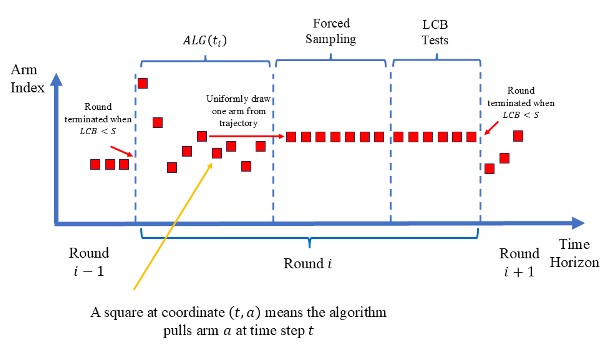 Forced
Sampling
LCB
Tests
$ALG(t_i)$
Arm
Index
Round
terminated when
$LCB < S$
Uniformly draw
one arm from
trajectory
Round
terminated when
$LCB < S$
Round
$i-1$
Round $i$
Round
$i+1$
Time
Horizon
A square at coordinate $(t, a)$ means the algorithm
pulls arm $a$ at time step $t$